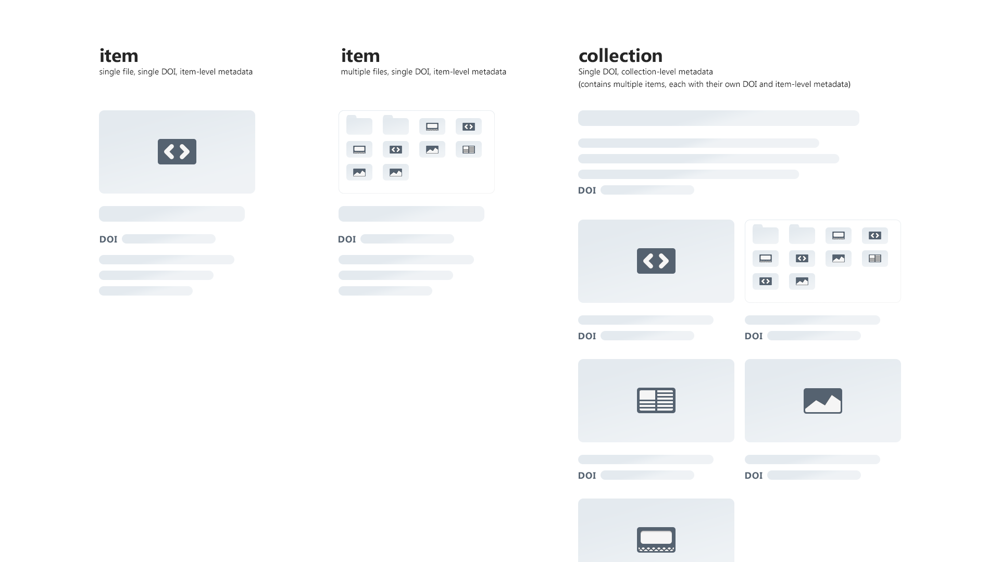 item
single file, single DOI, item-level metadata
DOI
item
multiple files, single DOI, item-level metadata
DOI
collection
Single DOI, collection-level metadata
(contains multiple items, each with their own DOI and item-level metadata)
DOI
DOI
DOI
DOI
DOI